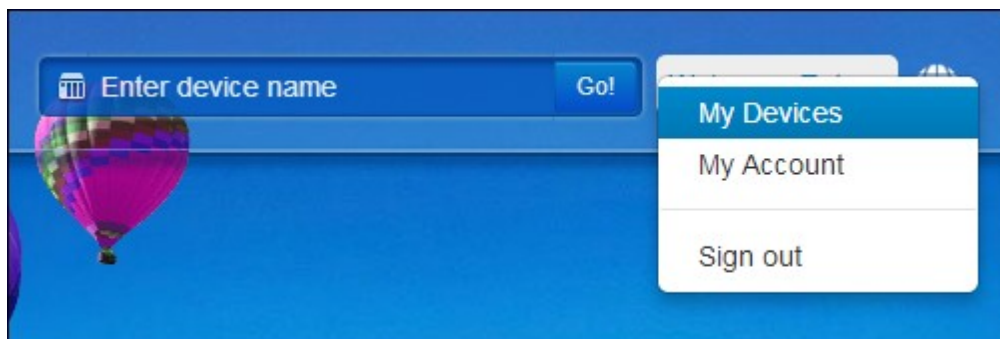 Enter device name
Go!
My Devices
My Account
Sign out